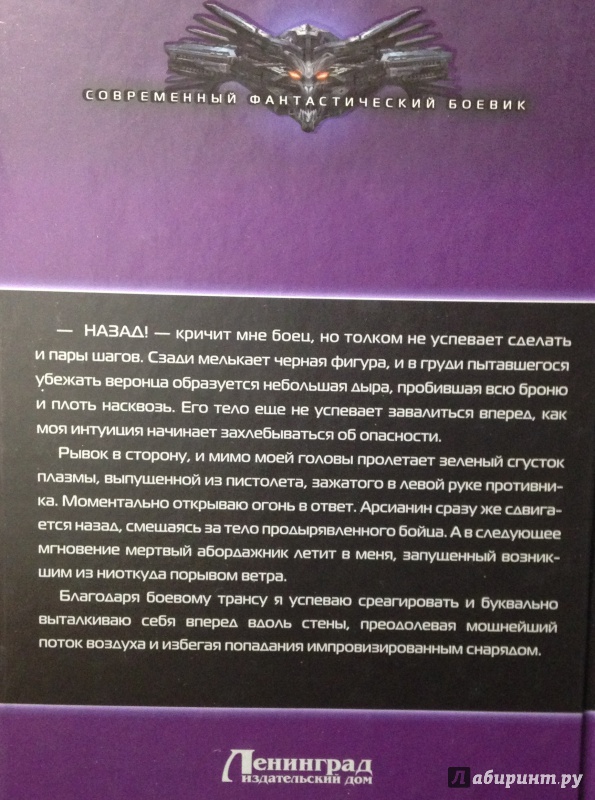 СОВРЕМЕННЫЙ ФАНТАСТИЧЕСКИЙ БОЕВИК
— НАЗАД! — кричит мне боец, но толком не успевает сделать
и пары шагов. Сзади мелькает черная фигура, и в груди пытавшегося
убежать веронца образуется небольшая дыра, пробившая всю броню
и плоть насквозь. Его тело еще не успевает завалиться вперед, как
моя интуиция начинает захлебываться об опасности.
Рывок в сторону, и мимо моей головы пролетает зеленый сгусток
плазмы, выпущенной из пистолета, зажатого в левой руке противни-
ка. Моментально открываю огонь в ответ. Арсианин сразу же сдвига-
ется назад, смещаясь за тело продырявленного бойца. А в следующее
мгновение мертвый абордажник летит в меня, запущенный возник-
шим из ниоткуда порывом ветра.
Благодаря боевому трансу я успеваю среагировать и буквально
выталкиваю себя вперед вдоль стены, преодолевая мощнейший
поток воздуха и избегая попадания импровизированным снарядом.
Ленинград
издательский дом
Лабиринт.ру